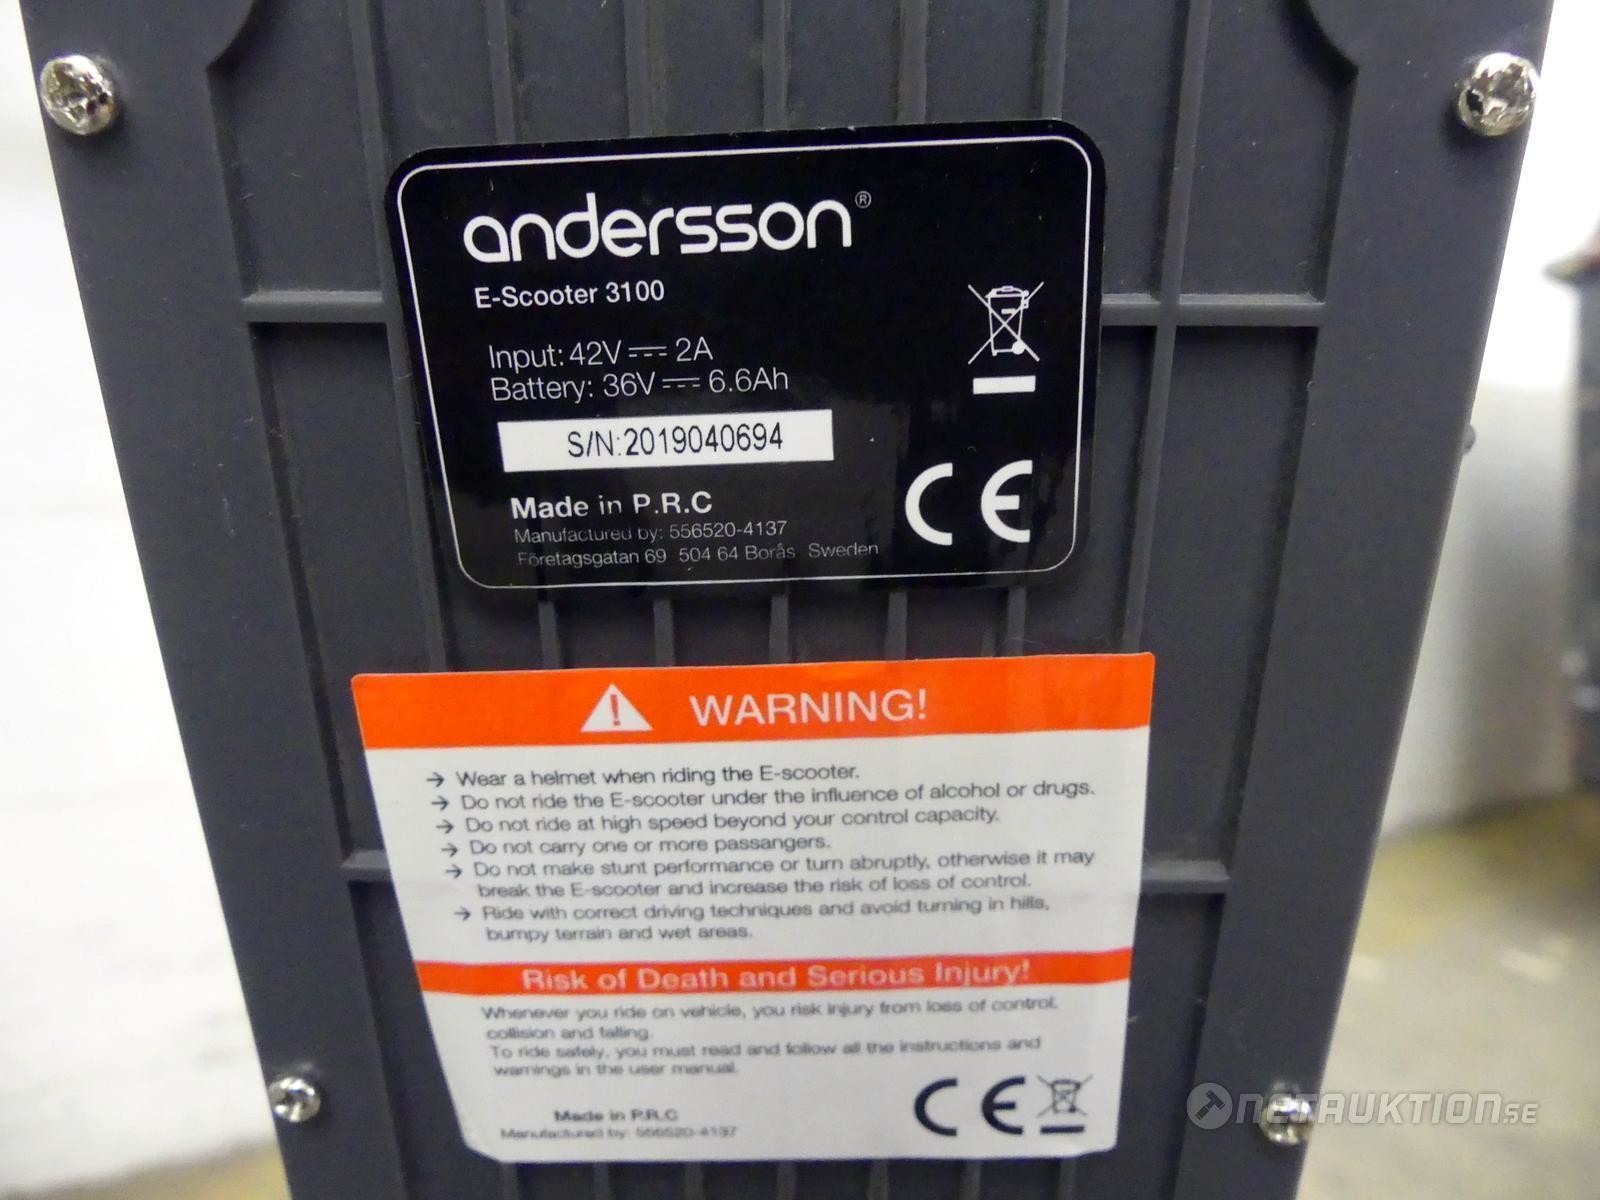 andersson®
E-Scooter 3100
Input: 42V 2A
Battery: 36V 6.6Ah
S/N:2019040694
Made in P.R.C
Manufactured by: 556520-4137
Företagsgatan 69 504 64 Borås Sweden
CE
WARNING!
→ Wear a helmet when riding the E-scooter.
→ Do not ride the E-scooter under the influence of alcohol or drugs.
→ Do not ride at high speed beyond your control capacity.
→ Do not carry one or more passangers.
→ Do not make stunt performance or turn abruptly, otherwise it may
break the E-scooter and increase the risk of loss of control.
→ Ride with correct driving techniques and avoid turning in hills,
bumpy terrain and wet areas.
Risk of Death and Serious Injury!
Whenever you ride on vehicle, you risk injury from loss of control,
collision and falling.
To ride safely, you must read and follow all the instructions and
warnings in the user manual.
Made in P.R.C
Manufactured by: 556520-4137
CE
NETAUKTION.SE